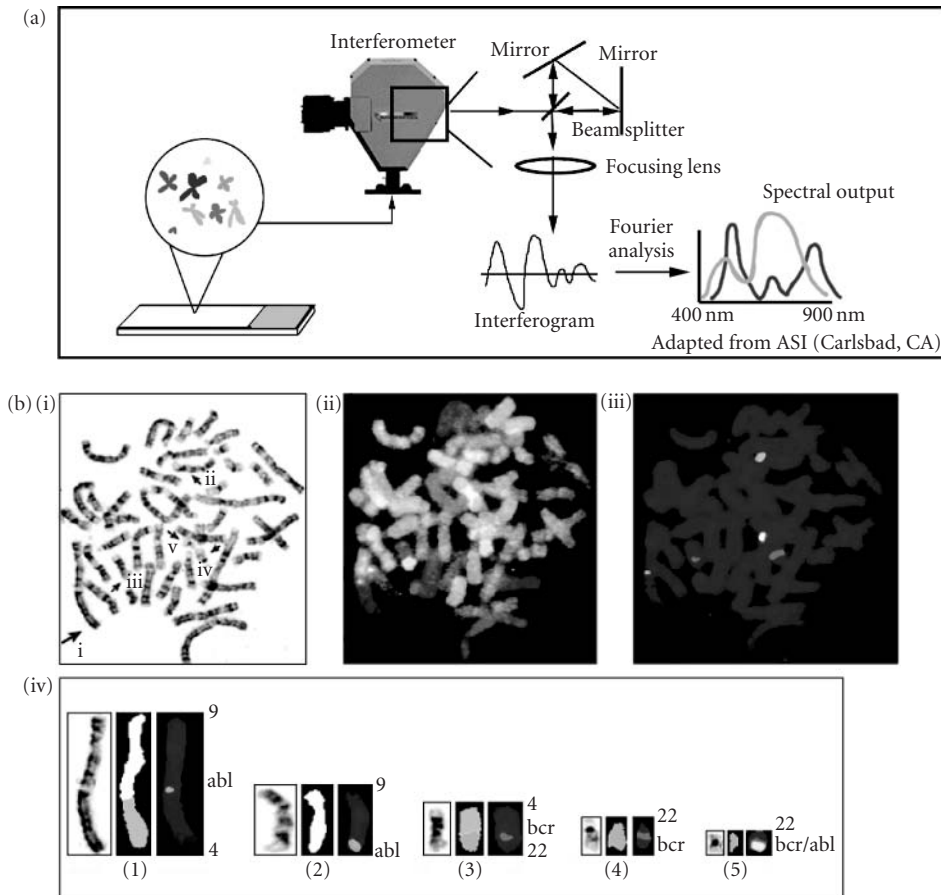 (a)
Interferometer
Mirror
Mirror
Beam splitter
Focusing lens
Spectral output
Fourier
analysis
Interferogram
400 nm
900 nm
Adapted from ASI (Carlsbad, CA)
(b) (i)
(ii)
(iii)
ii
v
iv
iii
i
(iv)
9
abl
4
(1)
9
abl
(2)
4
bcr
22
(3)
22
bcr
(4)
22
bcr/abl
(5)